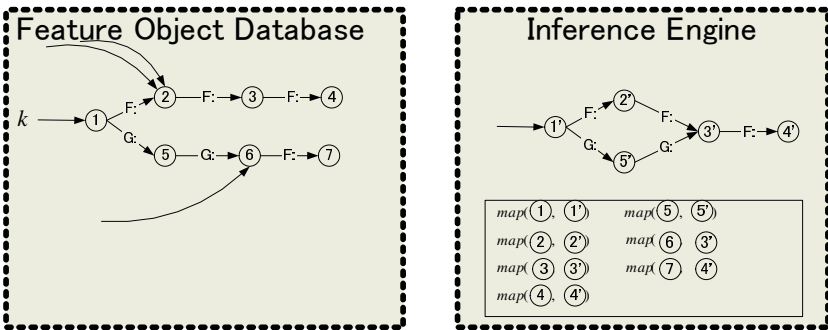 Feature Object Database
k
1
F:
2
F:
3
F:
4
G:
5
G:
6
F:
7
Inference Engine
1'
F:
2'
F:
3'
F:
4'
G:
5'
G:
map(1, 1') map(5, 5')
map(2, 2') map(6 3')
map(3 3') map(7, 4')
map(4, 4')